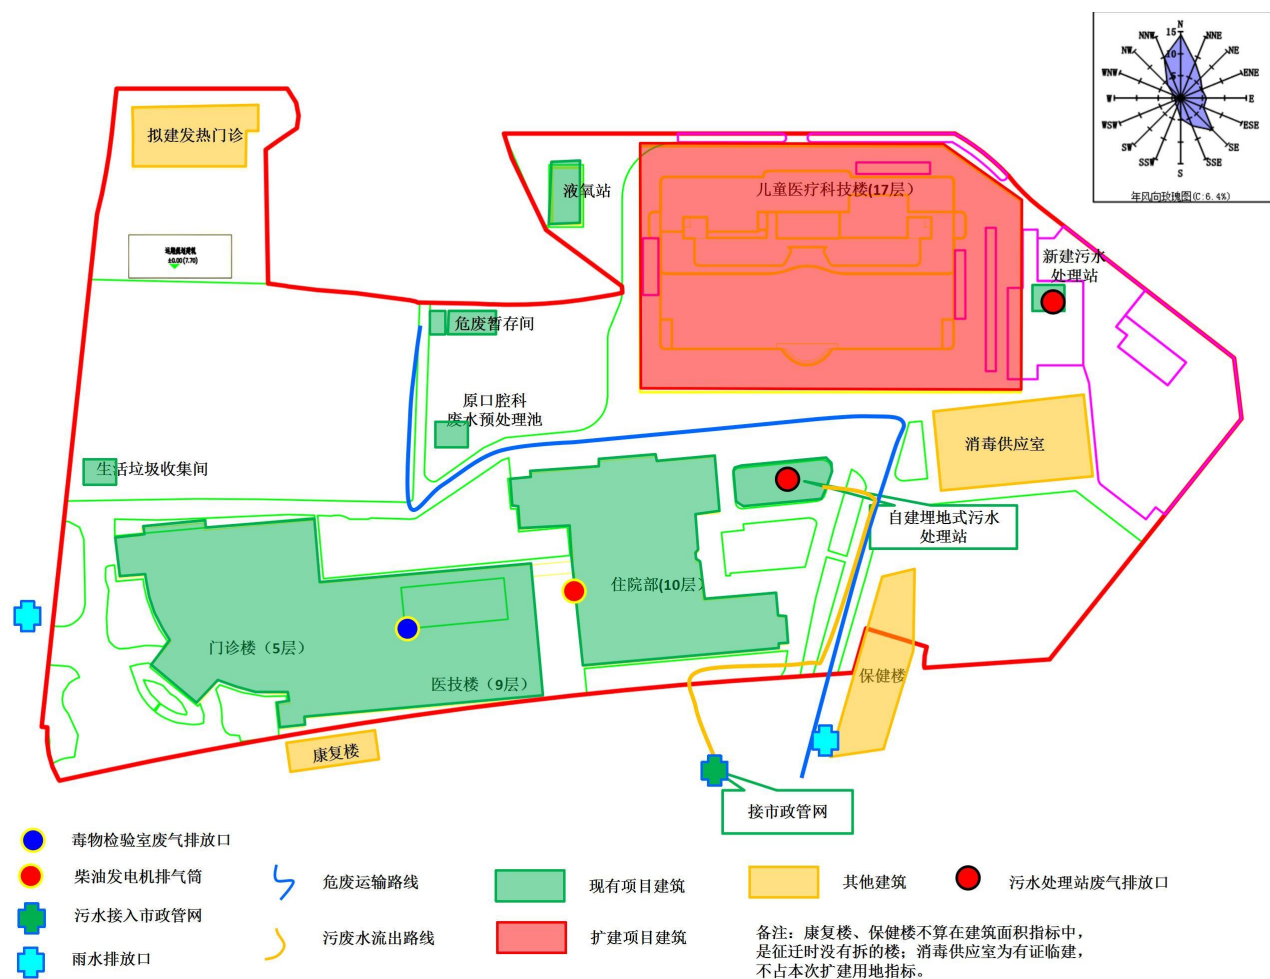 N
NNW
15
NNE
NW
10
NE
WNW
5
ENE
W
E
WSW
ESE
SW
SE
SSW
SSE
S
年风向玫瑰图(C:6.4%)
拟建发热门诊
液氧站
儿童医疗科技楼(17层)
±0.00(7.70)
新建污水
处理站
危废暂存间
原口腔科
废水预处理池
消毒供应室
生活垃圾收集间
自建埋地式污水
处理站
住院部(10层)
门诊楼（5层）
医技楼（9层）
保健楼
康复楼
接市政管网
毒物检验室废气排放口
柴油发电机排气筒
污水接入市政管网
雨水排放口
危废运输路线
污废水流出路线
现有项目建筑
扩建项目建筑
其他建筑
污水处理站废气排放口
备注：康复楼、保健楼不算在建筑面积指标中，
是征迁时没有拆的楼；消毒供应室为有证临建，
不占本次扩建用地指标。